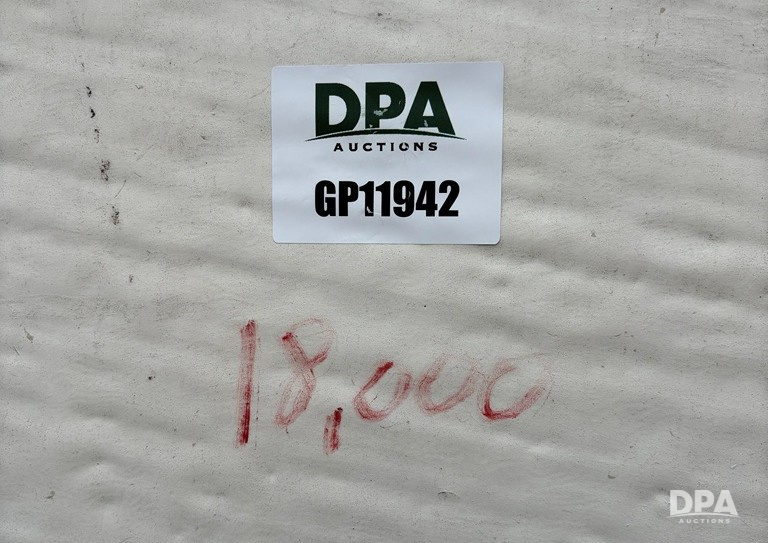 DPA
AUCTIONS
GP11942
18,000
DPA
AUCTIONS